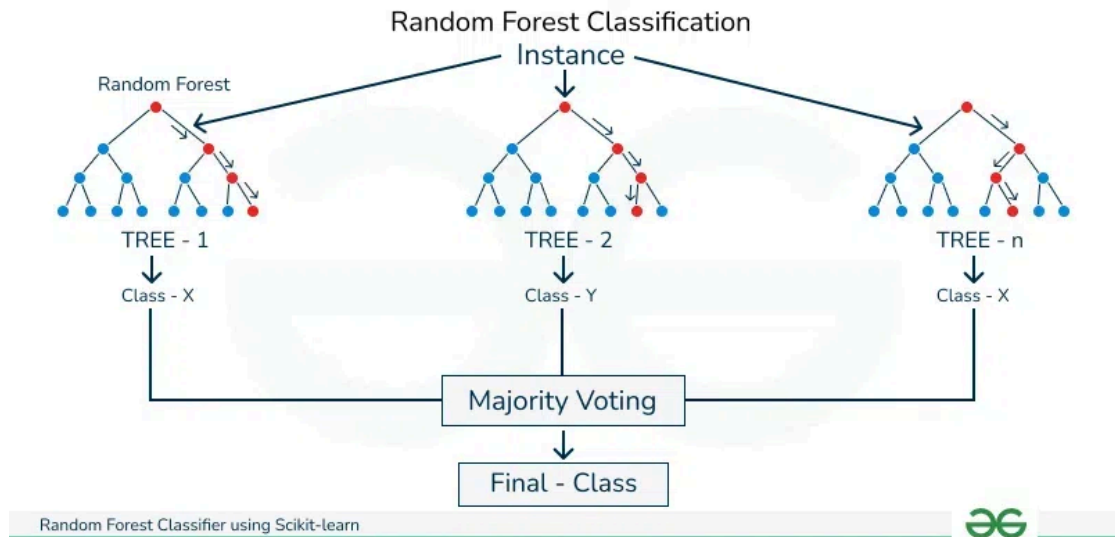 Random Forest Classification
Instance
Random Forest
TREE - 1
TREE - 2
TREE - n
Class - X
Class - Y
Class - X
Majority Voting
Final - Class
Random Forest Classifier using Scikit-learn